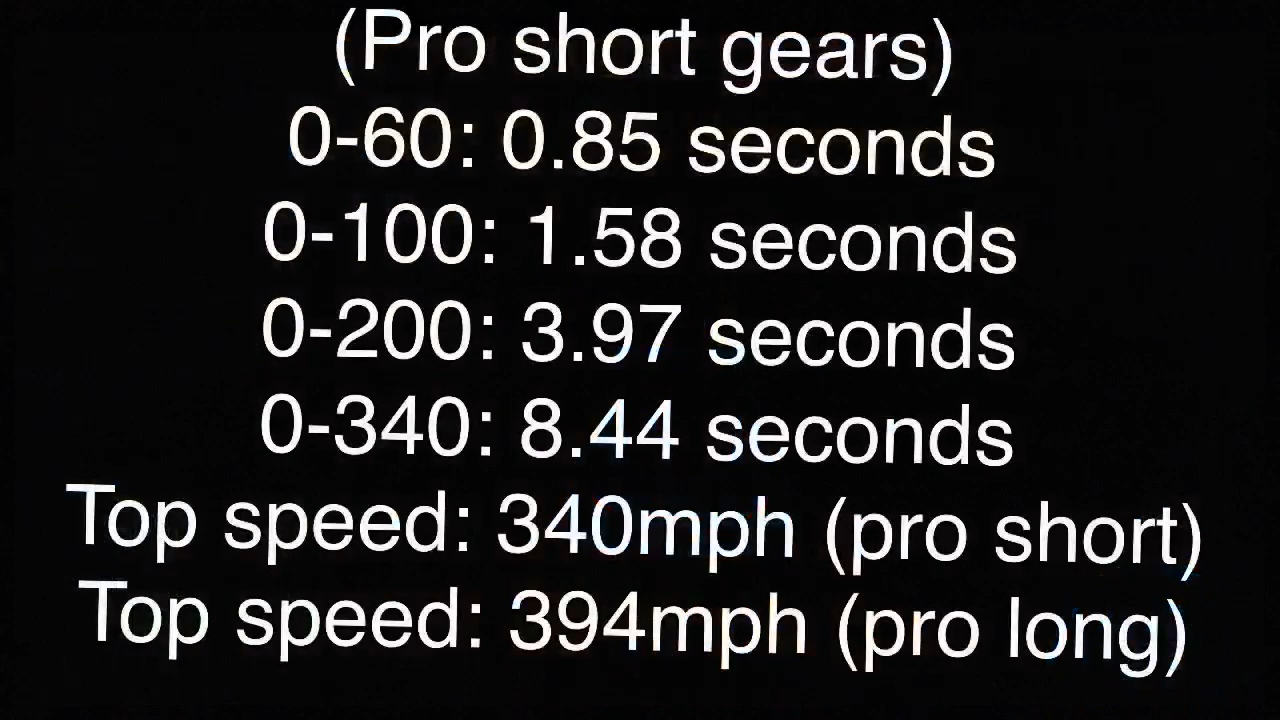 (Pro short gears)
0-60: 0.85 seconds
0-100: 1.58 seconds
0-200: 3.97 seconds
0-340: 8.44 seconds
Top speed: 340mph (pro short)
Top speed: 394mph (pro long)